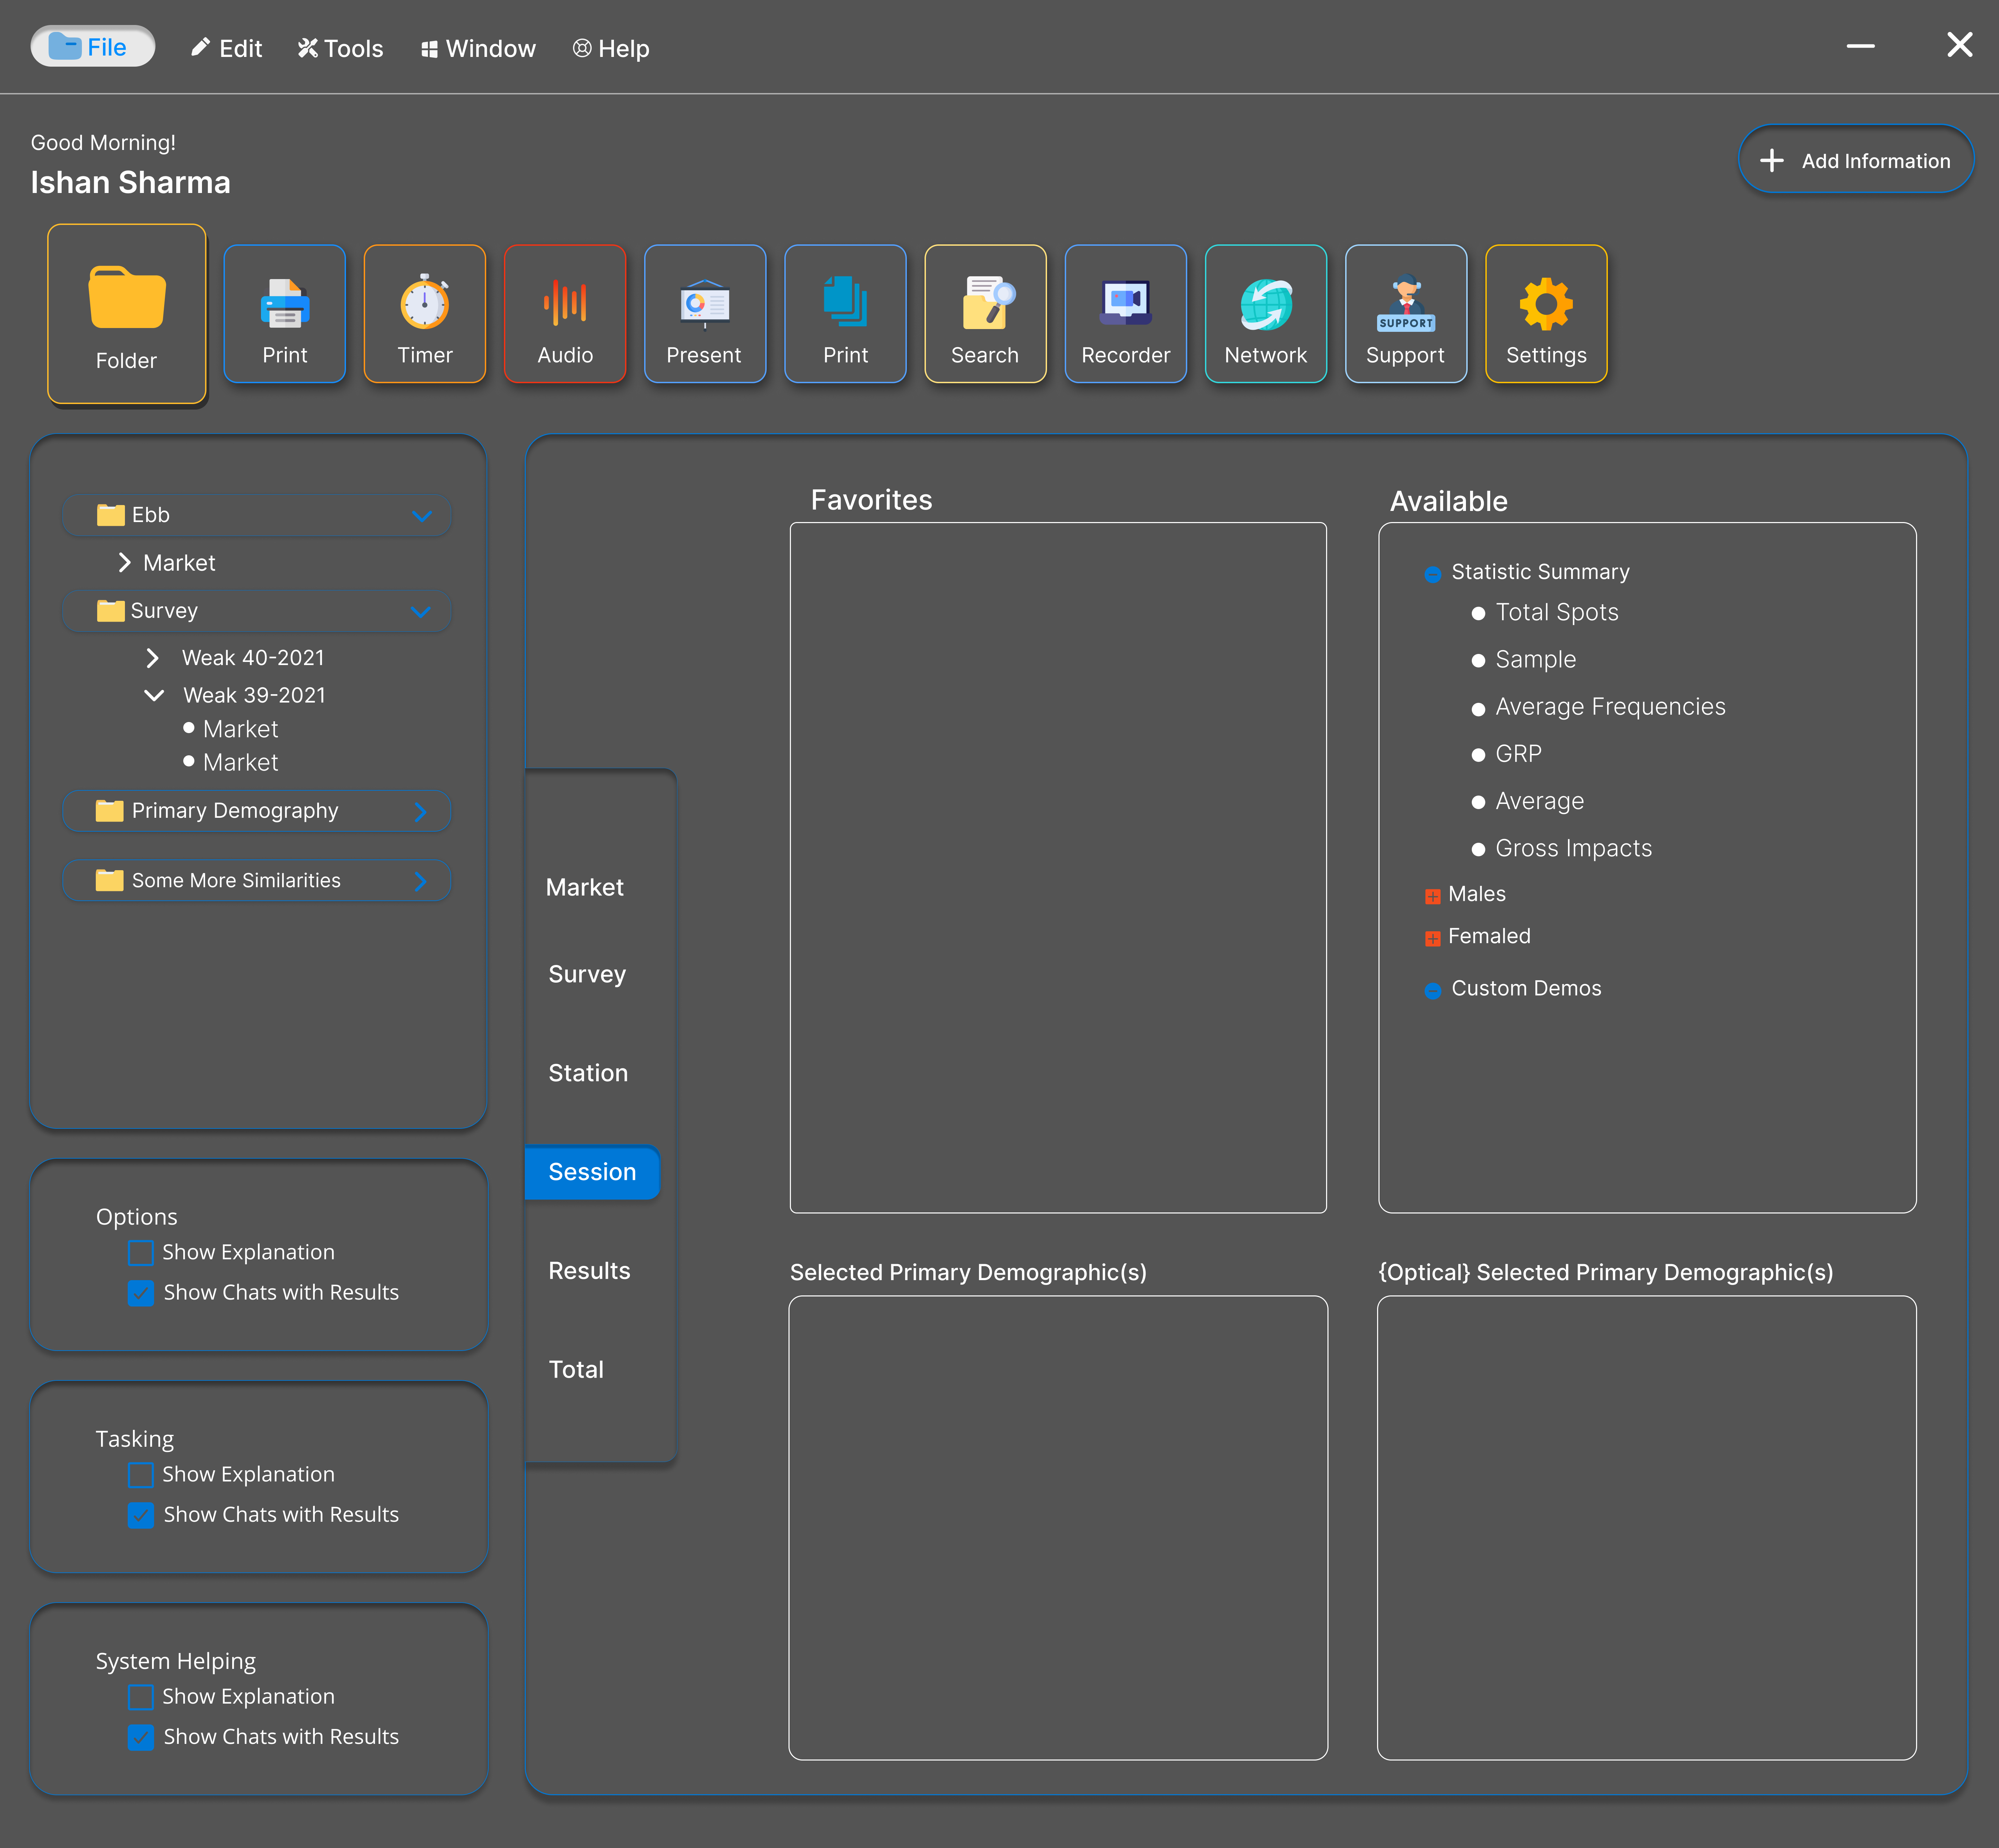 File Edit Tools Window Help
Good Morning!
Ishan Sharma
Add Information
Folder
Print
Timer
Audio
Present
Print
Search
Recorder
Network
SUPPORT
Support
Settings
Ebb
Market
Survey
Weak 40-2021
Weak 39-2021
Market
Market
Primary Demography
Some More Similarities
Options
Show Explanation
Show Chats with Results
Tasking
Show Explanation
Show Chats with Results
System Helping
Show Explanation
Show Chats with Results
Market
Survey
Station
Session
Results
Total
Favorites
Available
Statistic Summary
Total Spots
Sample
Average Frequencies
GRP
Average
Gross Impacts
Males
Femaled
Custom Demos
Selected Primary Demographic(s)
{Optical} Selected Primary Demographic(s)